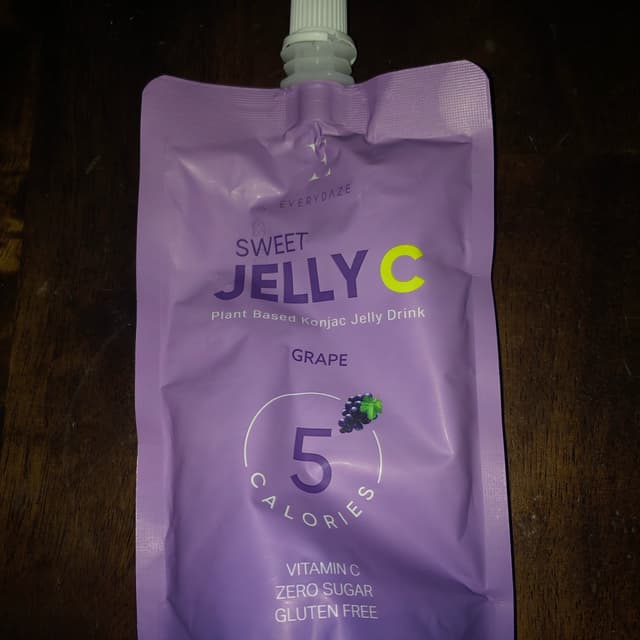 EVERYDAZE
SWEET
JELLY C
Plant Based Konjac Jelly Drink
GRAPE
5
CALORIES
VITAMIN C
ZERO SUGAR
GLUTEN FREE